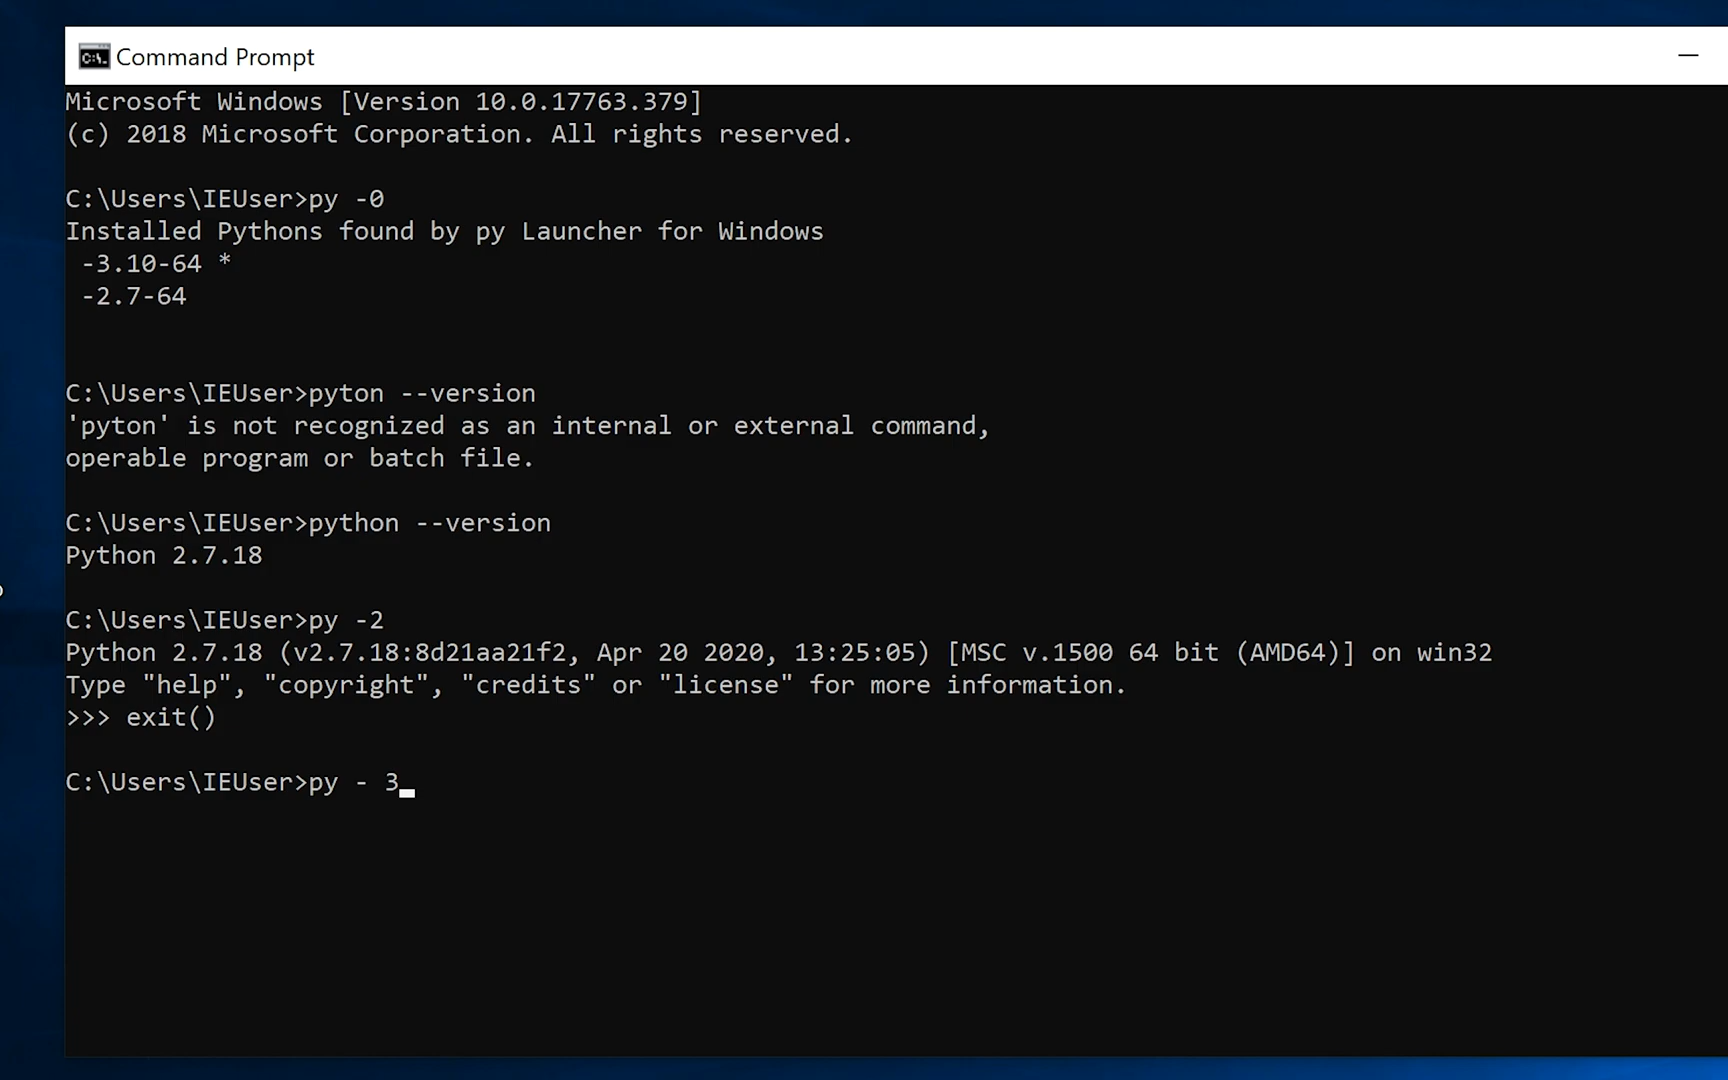 Command Prompt
Microsoft Windows [Version 10.0.17763.379]
(c) 2018 Microsoft Corporation. All rights reserved.
C:\Users\IEUser>py -0
Installed Pythons found by py Launcher for Windows
-3.10-64 *
-2.7-64
C:\Users\IEUser>pyton --version
'pyton' is not recognized as an internal or external command,
operable program or batch file.
C:\Users\IEUser>python --version
Python 2.7.18
C:\Users\IEUser>py -2
Python 2.7.18 (v2.7.18:8d21aa21f2, Apr 20 2020, 13:25:05) [MSC v.1500 64 bit (AMD64)] on win32
Type "help", "copyright", "credits" or "license" for more information.
>>> exit()
C:\Users\IEUser>py - 3